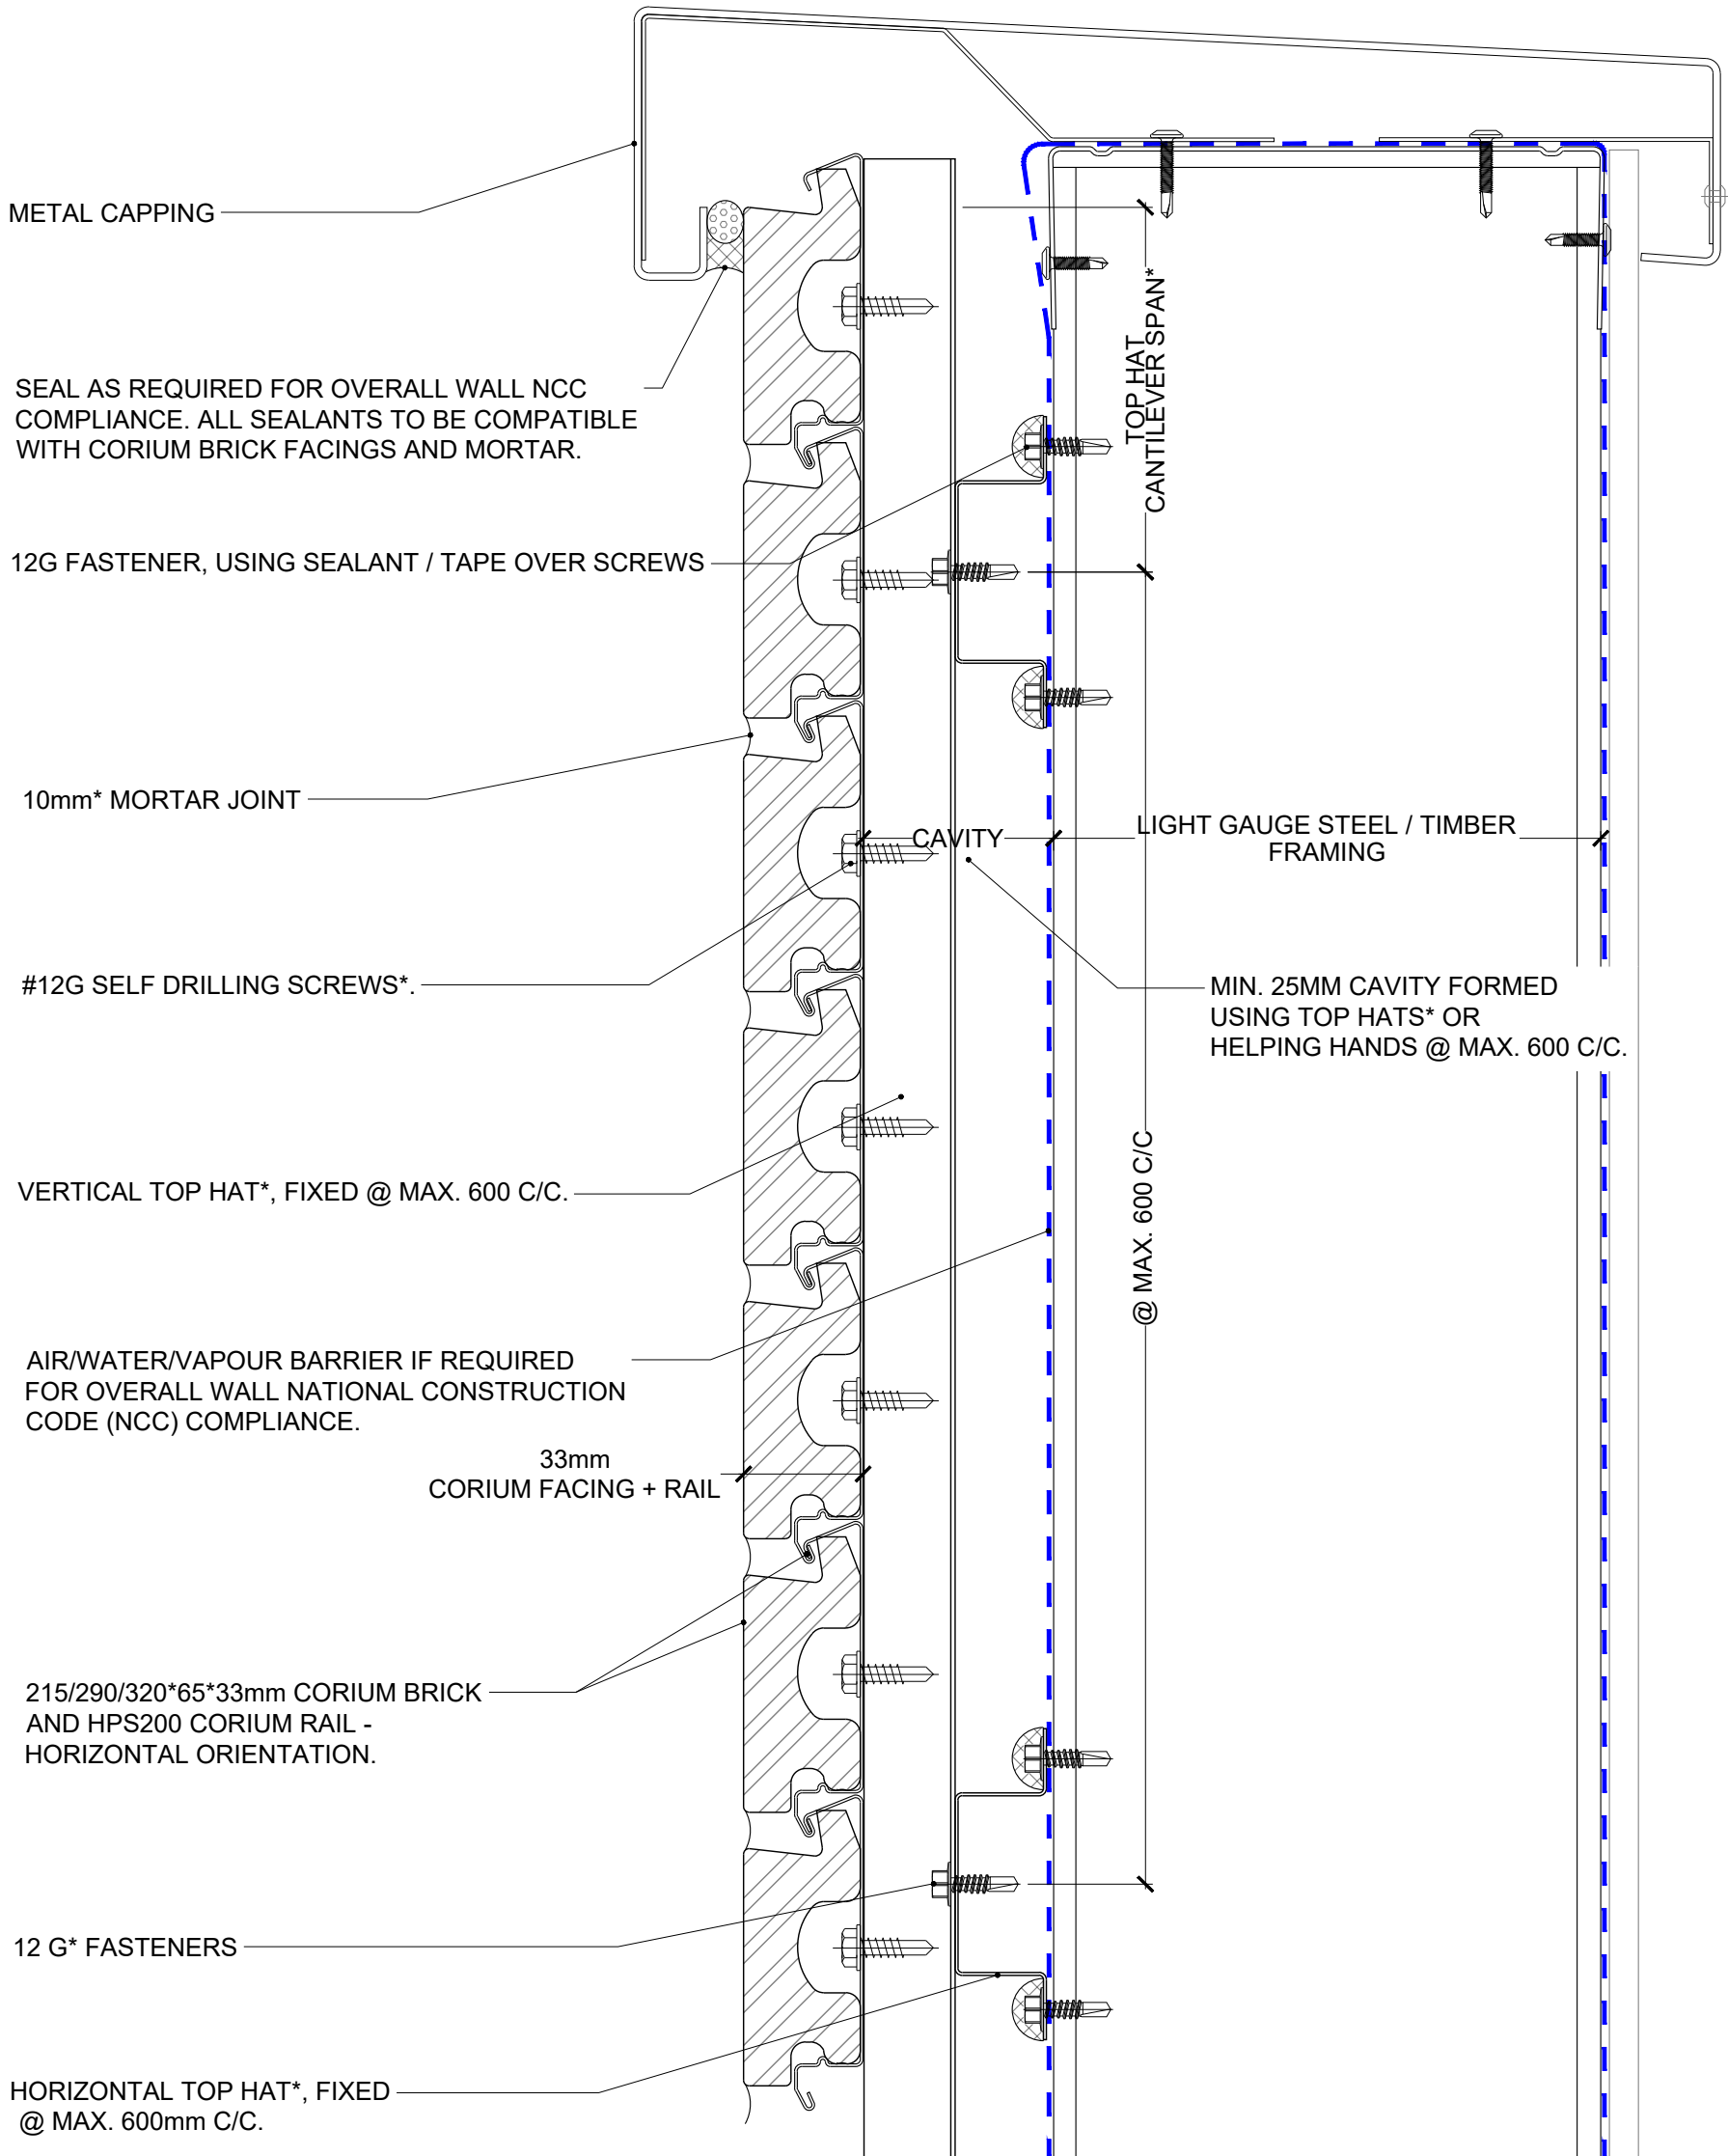 METAL CAPPING
SEAL AS REQUIRED FOR OVERALL WALL NCC
COMPLIANCE. ALL SEALANTS TO BE COMPATIBLE
WITH CORIUM BRICK FACINGS AND MORTAR.
TOP HAT
CANTILEVER SPAN*
12G FASTENER, USING SEALANT / TAPE OVER SCREWS
10mm* MORTAR JOINT
CAVITY
LIGHT GAUGE STEEL / TIMBER
FRAMING
#12G SELF DRILLING SCREWS*.
MIN. 25MM CAVITY FORMED
USING TOP HATS* OR
HELPING HANDS @ MAX. 600 C/C.
VERTICAL TOP HAT*, FIXED @ MAX. 600 C/C.
@ MAX. 600 C/C
AIR/WATER/VAPOUR BARRIER IF REQUIRED
FOR OVERALL WALL NATIONAL CONSTRUCTION
CODE (NCC) COMPLIANCE.
33mm
CORIUM FACING + RAIL
215/290/320*65*33mm CORIUM BRICK
AND HPS200 CORIUM RAIL -
HORIZONTAL ORIENTATION.
12 G* FASTENERS
HORIZONTAL TOP HAT*, FIXED
@ MAX. 600mm C/C.